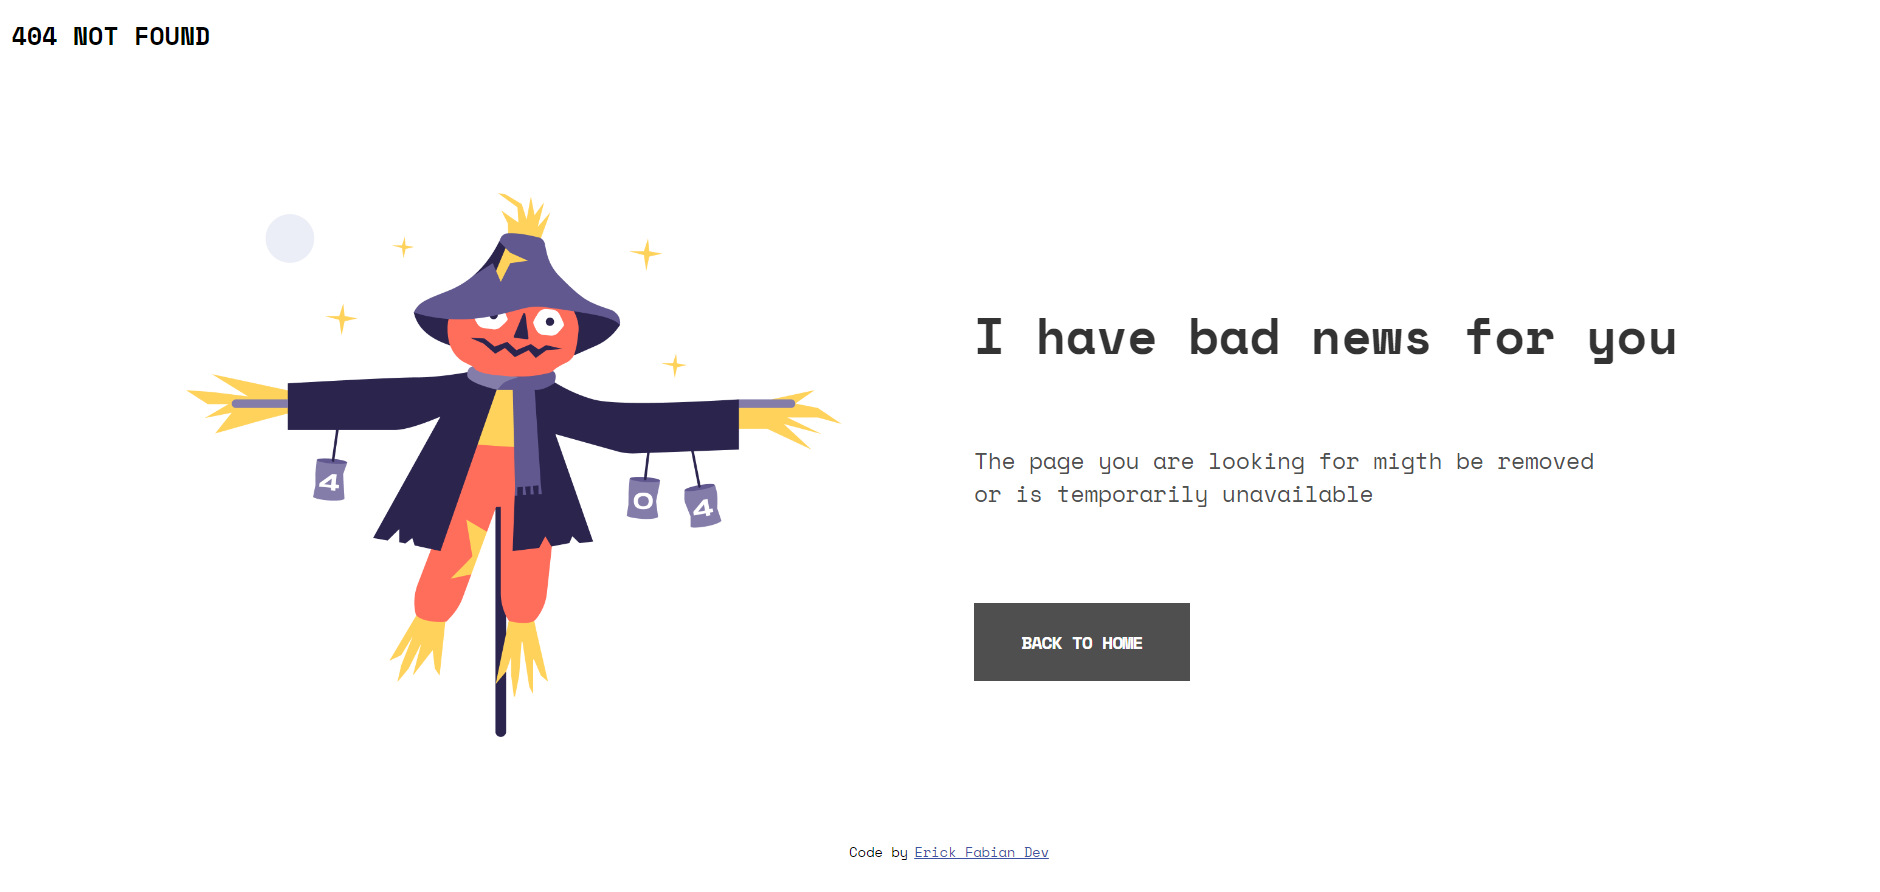 404 NOT FOUND
4
0
4
I have bad news for you
The page you are looking for migth be removed
or is temporarily unavailable
BACK TO HOME
Code by Erick Fabian Dev